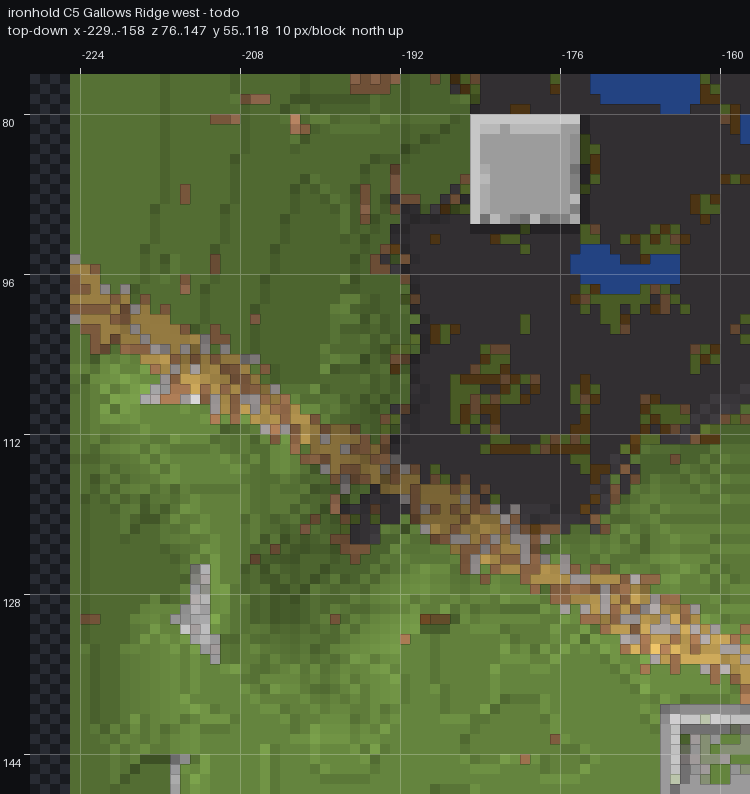 ironhold C5 Gallows Ridge west - todo
top-down x -229..-158 z 76..147 y 55..118 10 px/block north up
-224 -208 -192 -176 -160
80
96
112
128
144